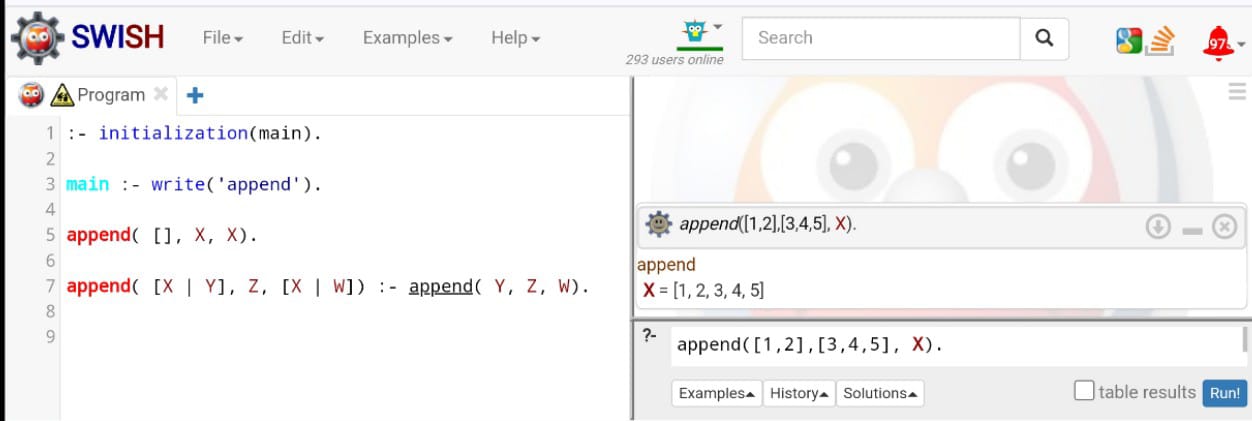 SWISH File Edit Examples Help
293 users online
Search
97
Program
1 :- initialization(main).
2
3 main :- write('append').
4
5 append( [], X, X).
6
7 append( [X | Y], Z, [X | W]) :- append( Y, Z, W).
8
9
append([1,2],[3,4,5], X).
append
X = [1, 2, 3, 4, 5]
?- append([1,2],[3,4,5], X).
Examples History Solutions table results Run!